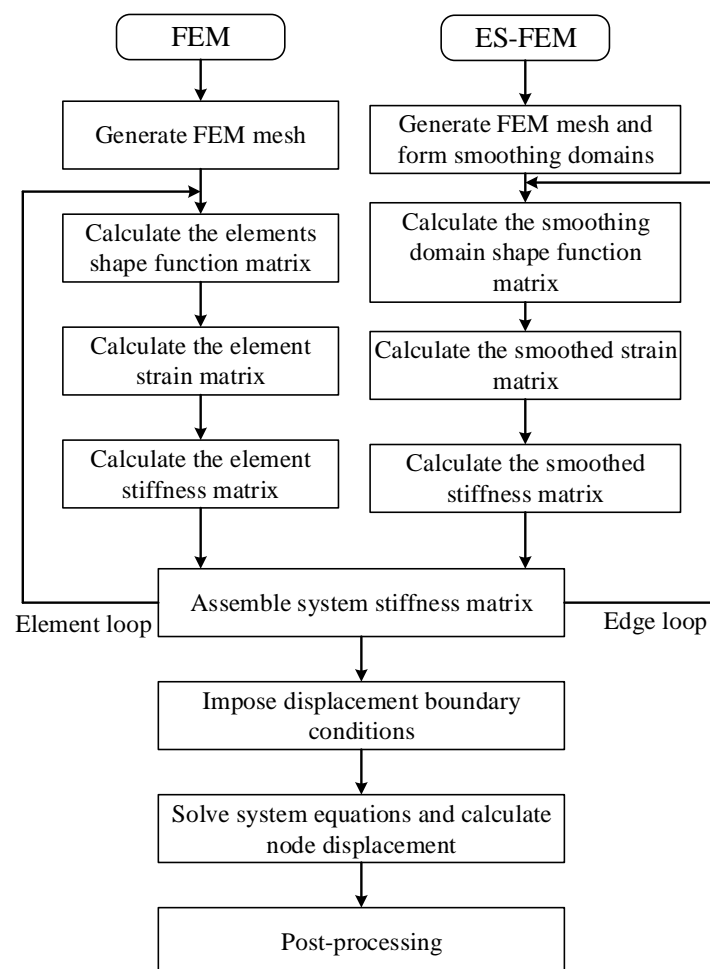 FEM
ES-FEM
Generate FEM mesh
Generate FEM mesh and
form smoothing domains
Calculate the elements
shape function matrix
Calculate the smoothing
domain shape function
matrix
Calculate the element
strain matrix
Calculate the smoothed strain
matrix
Calculate the element
stiffness matrix
Calculate the smoothed
stiffness matrix
Assemble system stiffness matrix
Element loop
Edge loop
Impose displacement boundary
conditions
Solve system equations and calculate
node displacement
Post-processing